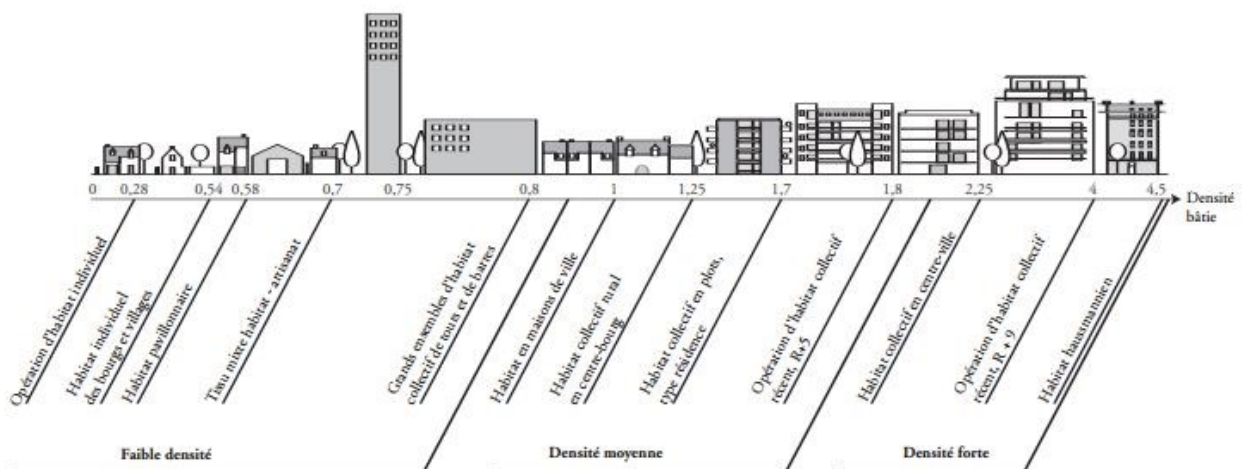 0 0,28 0,54 0,58 0,7 0,75 0,8 1 1,25 1,7 1,8 2,25 4 4,5
Densité
bâtie
Opération d'habitat individuel
Habitat individuel
des bourgs et villages
Habitat pavillonnaire
Tissu mixte habitat - artisanat
Grands ensembles d'habitat
collectif de tours et de barres
Habitat en maisons de ville
Habitat collectif rural
en centre-bourg
Habitat collectif en plots,
type résidence
Opération d'habitat collectif
récent, R+5
Habitat collectif en centre-ville
Opération d'habitat collectif
récent, R + 9
Habitat haussmannien
Faible densité
Densité moyenne
Densité forte